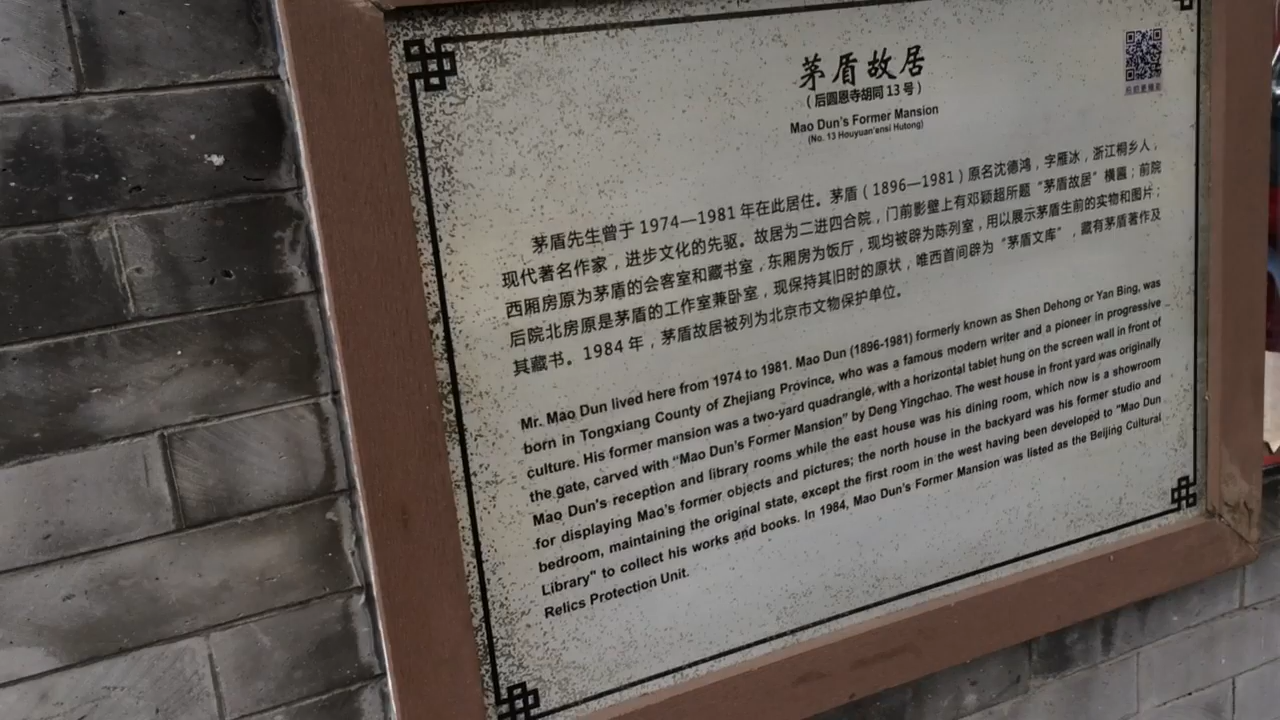 茅盾故居
（后圆恩寺胡同 13 号）
Mao Dun's Former Mansion
(No. 13 Houyuan'ensi Hutong)
茅盾先生曾于 1974—1981 年在此居住。茅盾（1896—1981）原名沈德鸿，字雁冰，浙江桐乡人，
现代著名作家，进步文化的先驱。故居为二进四合院，门前影壁上有邓颖超所题“茅盾故居”横匾；前院
西厢房原为茅盾的会客室和藏书室，东厢房为饭厅，现均被辟为陈列室，用以展示茅盾生前的实物和图片；
后院北房原是茅盾的工作室兼卧室，现保持其旧时的原状，唯西首间辟为“茅盾文库”，藏有茅盾著作及
其藏书。1984 年，茅盾故居被列为北京市文物保护单位。
Mr. Mao Dun lived here from 1974 to 1981. Mao Dun (1896-1981) formerly known as Shen Dehong or Yan Bing, was
born in Tongxiang County of Zhejiang Province, who was a famous modern writer and a pioneer in progressive
culture. His former mansion was a two-yard quadrangle, with a horizontal tablet hung on the screen wall in front of
the gate, carved with “Mao Dun's Former Mansion” by Deng Yingchao. The west house in front yard was originally
Mao Dun's reception and library rooms while the east house was his dining room, which now is a showroom
for displaying Mao's former objects and pictures; the north house in the backyard was his former studio and
bedroom, maintaining the original state, except the first room in the west having been developed to "Mao Dun
Library" to collect his works and books. In 1984, Mao Dun's Former Mansion was listed as the Beijing Cultural
Relics Protection Unit.